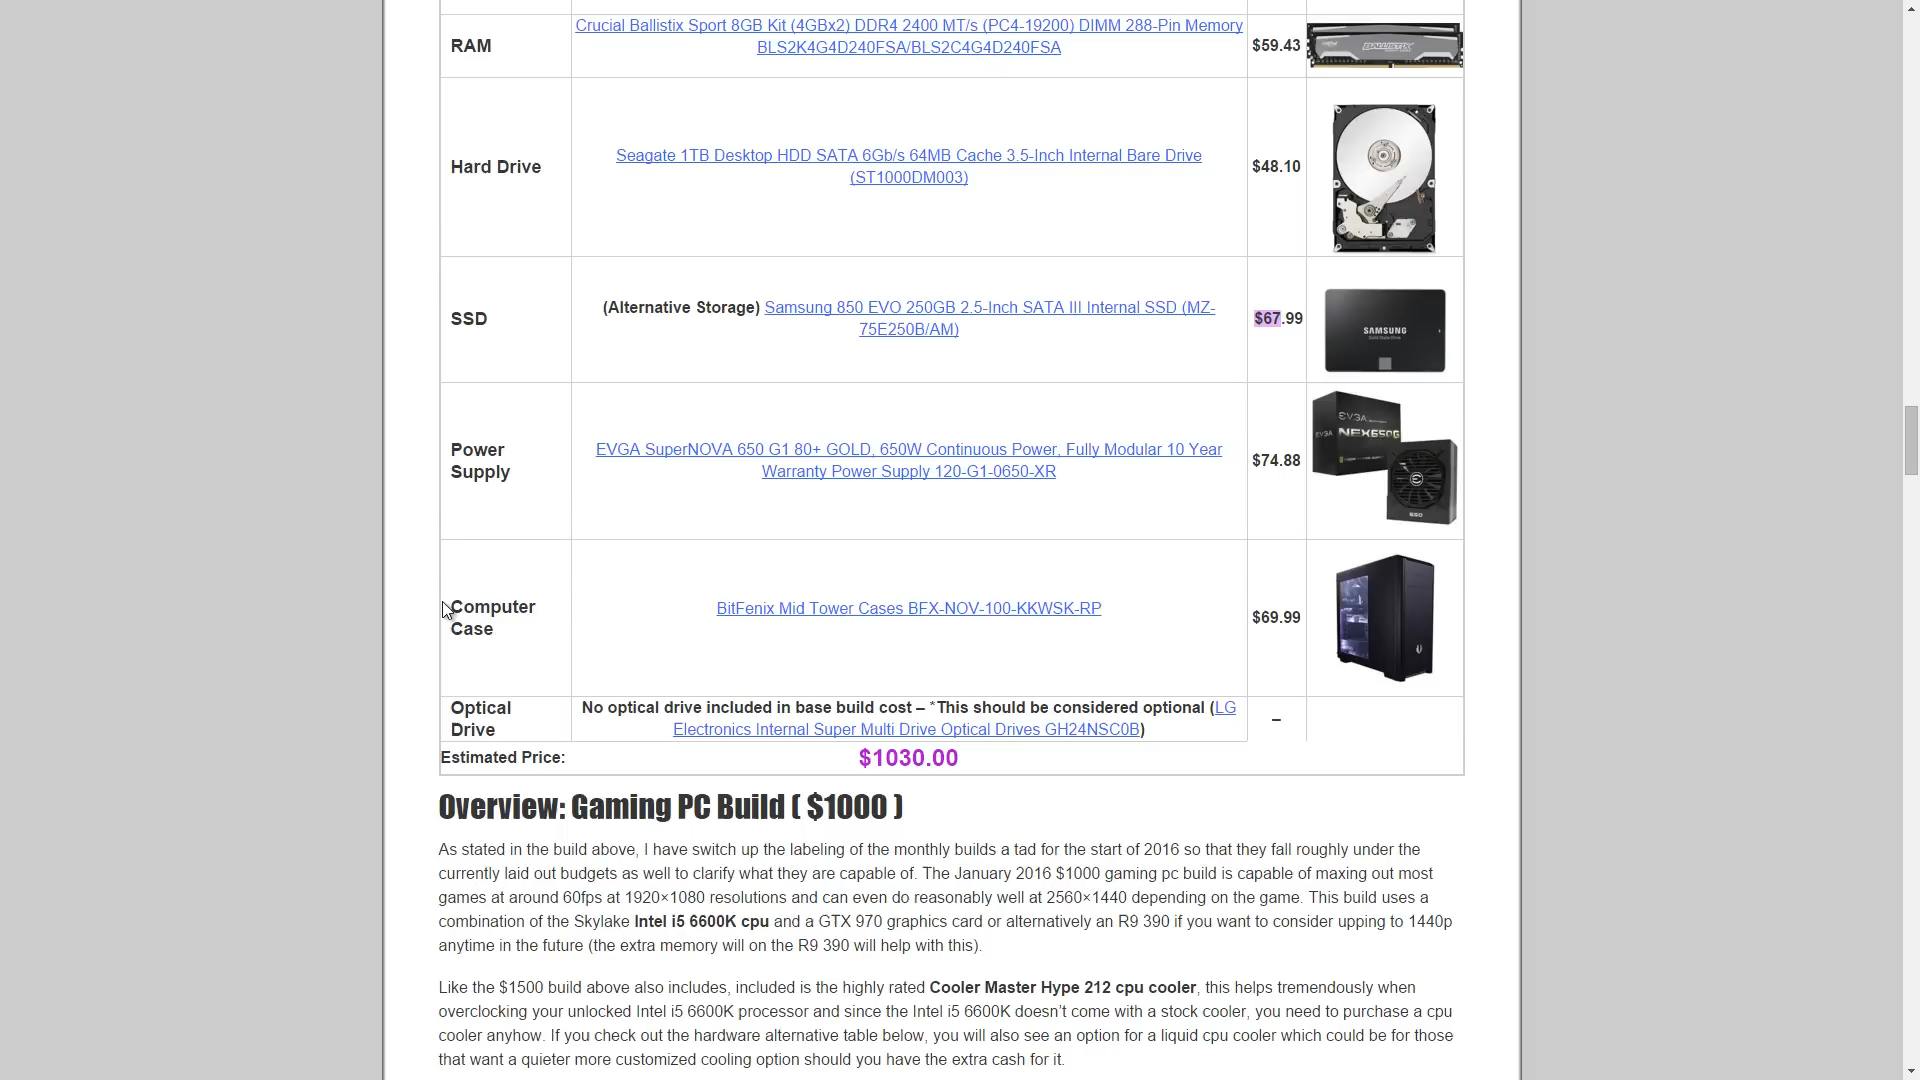 Crucial Ballistix Sport 8GB Kit (4GBx2) DDR4 2400 MT/s (PC4-19200) DIMM 288-Pin Memory
RAM
BLS2K4G4D240FSA/BLS2C4G4D240FSA
$59.43
BALLISTIX
Hard Drive
Seagate 1TB Desktop HDD SATA 6Gb/s 64MB Cache 3.5-Inch Internal Bare Drive
(ST1000DM003)
$48.10
SSD
(Alternative Storage) Samsung 850 EVO 250GB 2.5-Inch SATA III Internal SSD (MZ-
75E250B/AM)
$67.99
SAMSUNG
Solid State Drive
Power
Supply
EVGA SuperNOVA 650 G1 80+ GOLD, 650W Continuous Power, Fully Modular 10 Year
Warranty Power Supply 120-G1-0650-XR
$74.88
EVGA
EVGA
NEX650G
650
Computer
Case
BitFenix Mid Tower Cases BFX-NOV-100-KKWSK-RP
$69.99
Optical
Drive
No optical drive included in base build cost – *This should be considered optional (LG
Electronics Internal Super Multi Drive Optical Drives GH24NSC0B)
–
Estimated Price:
$1030.00
Overview: Gaming PC Build ( $1000 )
As stated in the build above, I have switch up the labeling of the monthly builds a tad for the start of 2016 so that they fall roughly under the
currently laid out budgets as well to clarify what they are capable of. The January 2016 $1000 gaming pc build is capable of maxing out most
games at around 60fps at 1920×1080 resolutions and can even do reasonably well at 2560×1440 depending on the game. This build uses a
combination of the Skylake Intel i5 6600K cpu and a GTX 970 graphics card or alternatively an R9 390 if you want to consider upping to 1440p
anytime in the future (the extra memory will on the R9 390 will help with this).
Like the $1500 build above also includes, included is the highly rated Cooler Master Hype 212 cpu cooler, this helps tremendously when
overclocking your unlocked Intel i5 6600K processor and since the Intel i5 6600K doesn’t come with a stock cooler, you need to purchase a cpu
cooler anyhow. If you check out the hardware alternative table below, you will also see an option for a liquid cpu cooler which could be for those
that want a quieter more customized cooling option should you have the extra cash for it.